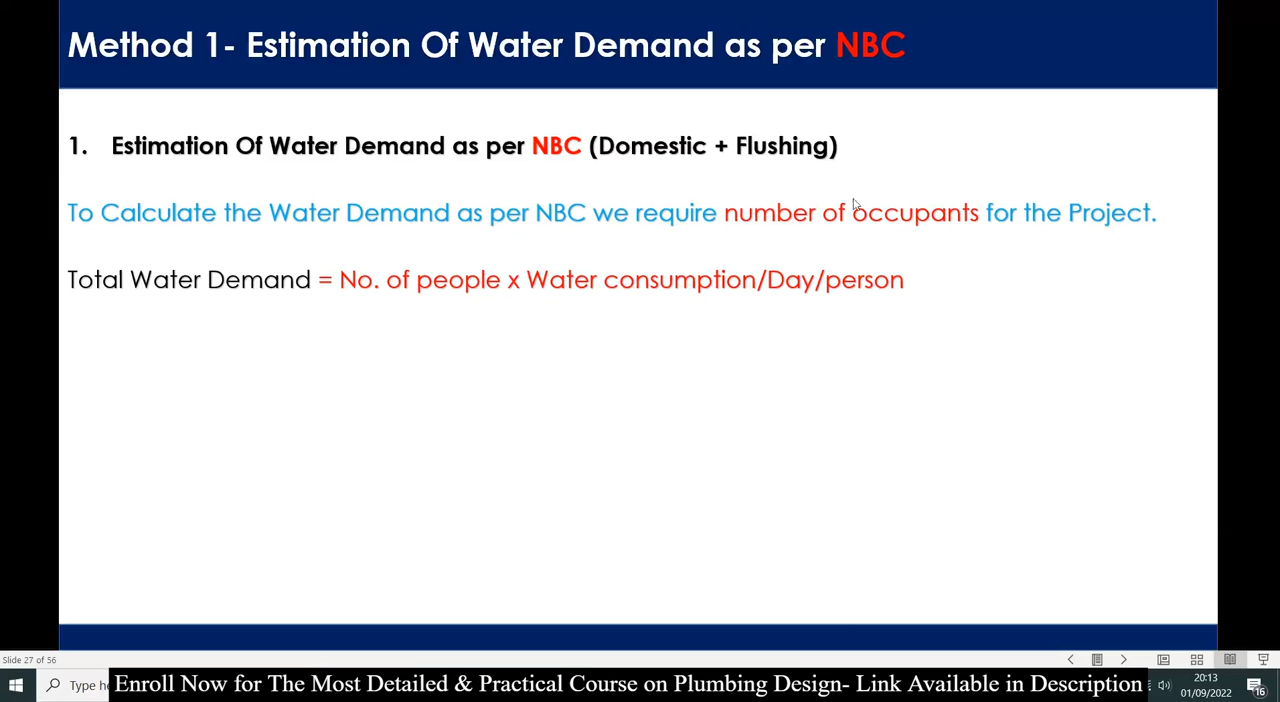 Method 1- Estimation Of Water Demand as per NBC
1. Estimation Of Water Demand as per NBC (Domestic + Flushing)
To Calculate the Water Demand as per NBC we require number of occupants for the Project.
Total Water Demand = No. of people x Water consumption/Day/person
Slide 27 of 56
Type he
Enroll Now for The Most Detailed & Practical Course on Plumbing Design- Link Available in Description
20:13
01/09/2022
16